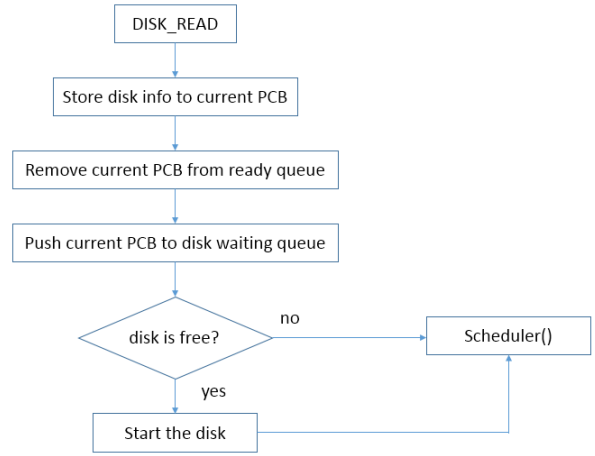 DISK_READ
Store disk info to current PCB
Remove current PCB from ready queue
Push current PCB to disk waiting queue
disk is free?
no
Scheduler()
yes
Start the disk